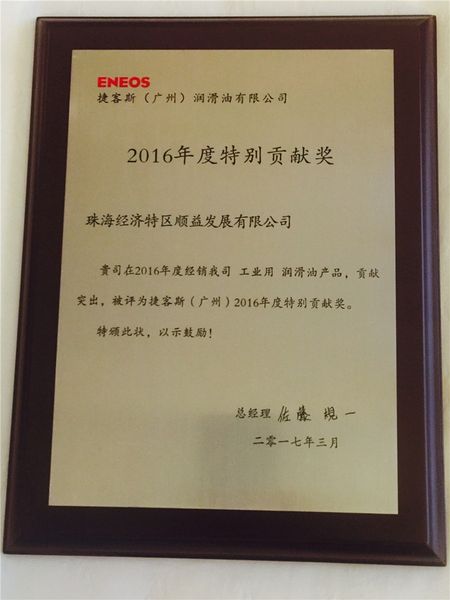 ENEOS
捷客斯（广州）润滑油有限公司
2016年度特别贡献奖
珠海经济特区顺益发展有限公司
贵司在2016年度经销我司 工业用 润滑油产品，贡献
突出，被评为捷客斯（广州）2016年度特别贡献奖。
特颁此状，以示鼓励！
总经理 佐藤 規一
二零一七年三月